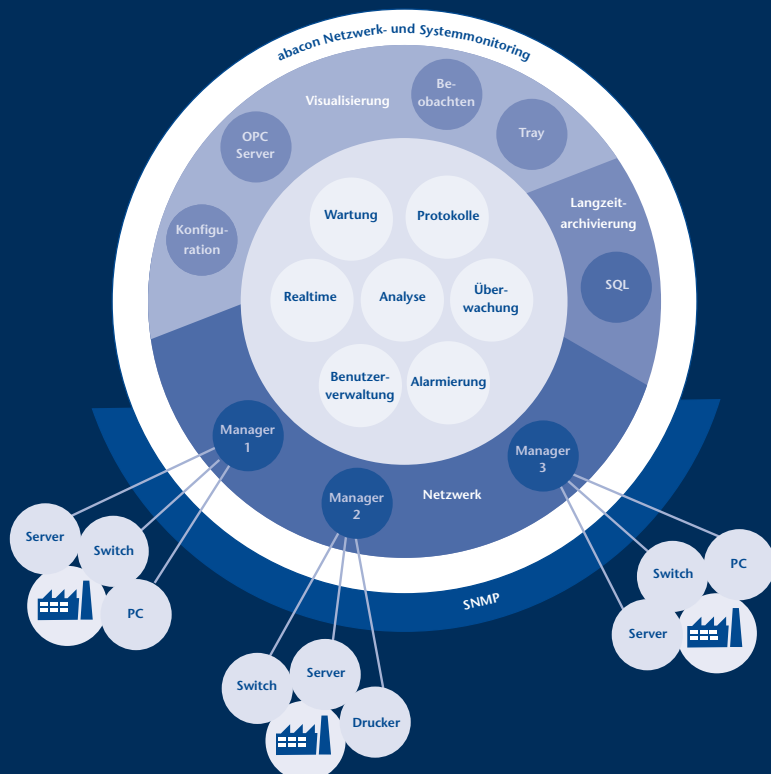 abacon Netzwerk- und Systemmonitoring
Visualisierung
Be-
obachten
Tray
OPC
Server
Konfigu-
ration
Langzeit-
archivierung
SQL
Wartung
Protokolle
Realtime
Analyse
Über-
wachung
Benutzer-
verwaltung
Alarmierung
Manager
1
Manager
2
Manager
3
Netzwerk
SNMP
Server
Switch
PC
Switch
Server
Drucker
Switch
PC
Server